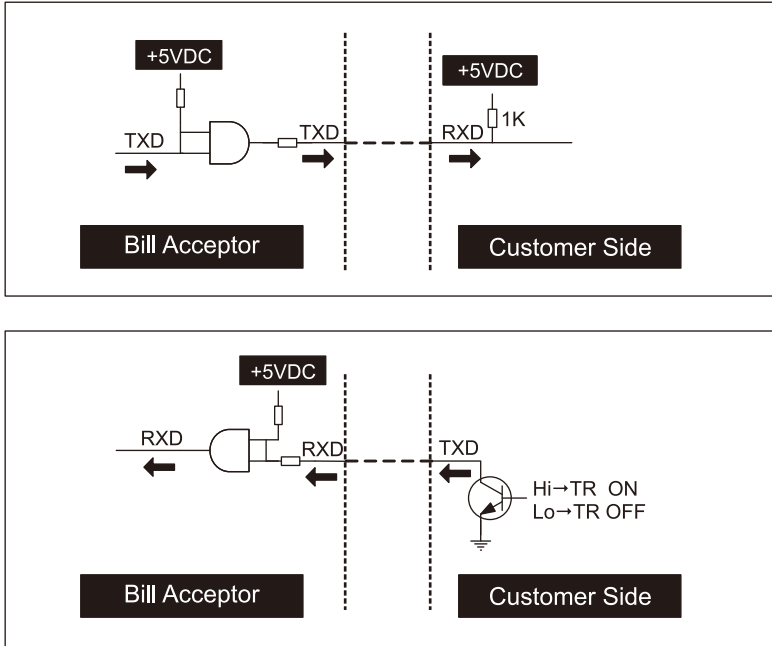 +5VDC
+5VDC
1K
TXD
TXD
RXD
Bill Acceptor
Customer Side
+5VDC
RXD
RXD
TXD
Hi→TR ON
Lo→TR OFF
Bill Acceptor
Customer Side